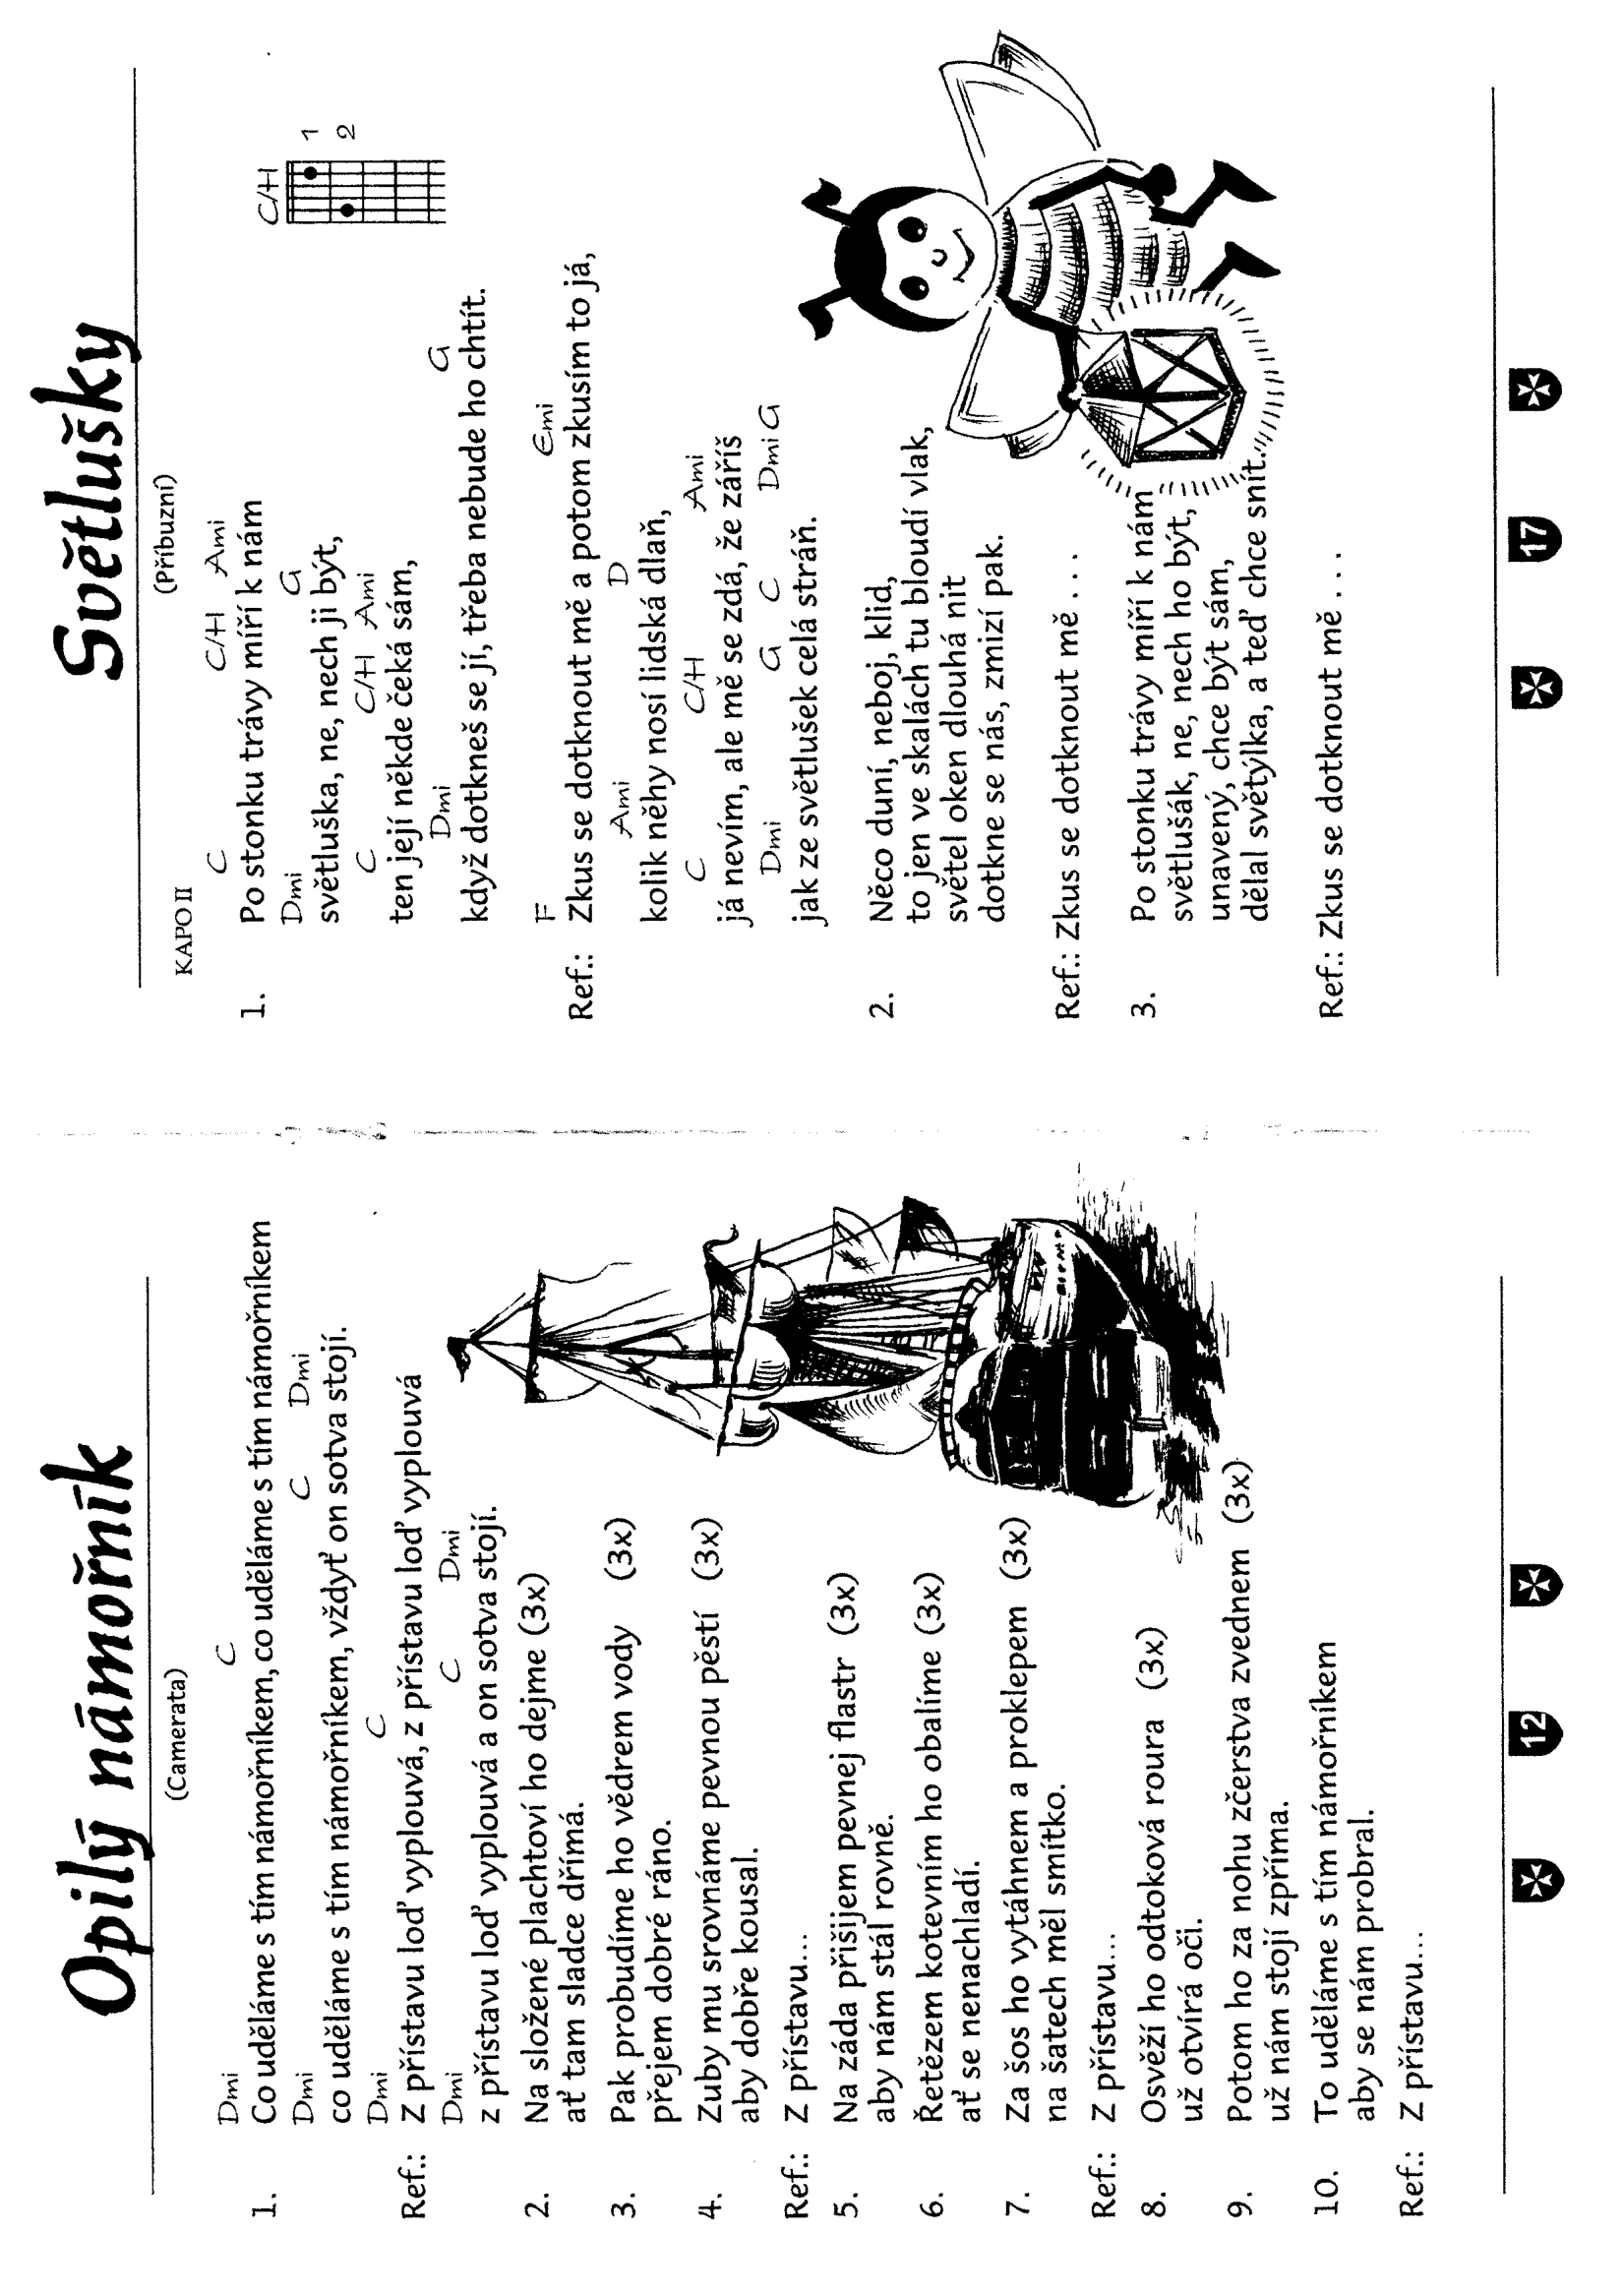 Opilý námořník
(Camerata)
Dmi C
1. Co uděláme s tím námořníkem, co uděláme s tím námořníkem
Dmi C Dmi
co uděláme s tím námořníkem, vždyť on sotva stojí.
Dmi C
Ref.: Z přístavu loď vyplouvá, z přístavu loď vyplouvá
Dmi C Dmi
z přístavu loď vyplouvá a on sotva stojí.
2. Na složené plachtoví ho dejme (3x)
ať tam sladce dřímá.
3. Pak probudíme ho vědrem vody (3x)
přejem dobré ráno.
4. Zuby mu srovnáme pevnou pěstí (3x)
aby dobře kousal.
Ref.: Z přístavu...
5. Na záda přišijem pevnej flastr (3x)
aby nám stál rovně.
6. Řetězem kotevním ho obalíme (3x)
ať se nenachladí.
7. Za šos ho vytáhnem a proklepem (3x)
na šatech měl smítko.
Ref.: Z přístavu...
8. Osvěží ho odtoková roura (3x)
už otvírá oči.
9. Potom ho za nohu zčerstva zvednem (3x)
už nám stojí zpříma.
10. To uděláme s tím námořníkem
aby se nám probral.
Ref.: Z přístavu...
12
Světlušky
(Příbuzní)
KAPO II
C/H
1
2
C C/H Ami
1. Po stonku trávy míří k nám
Dmi G
světluška, ne, nech ji být,
C C/H Ami
ten její někde čeká sám,
Dmi G
když dotkneš se jí, třeba nebude ho chtít.
F Emi
Ref.: Zkus se dotknout mě a potom zkusím to já,
Ami D
kolik něhy nosí lidská dlaň,
C C/H Ami
já nevím, ale mě se zdá, že záříš
Dmi G C Dmi G
jak ze světlušek celá stráň.
2. Něco duní, neboj, klid,
to jen ve skalách tu bloudí vlak,
světel oken dlouhá nit
dotkne se nás, zmizí pak.
Ref.: Zkus se dotknout mě . . .
3. Po stonku trávy míří k nám
světlušák, ne, nech ho být,
unavený, chce být sám,
dělal světýlka, a teď chce snít.
Ref.: Zkus se dotknout mě . . .
17